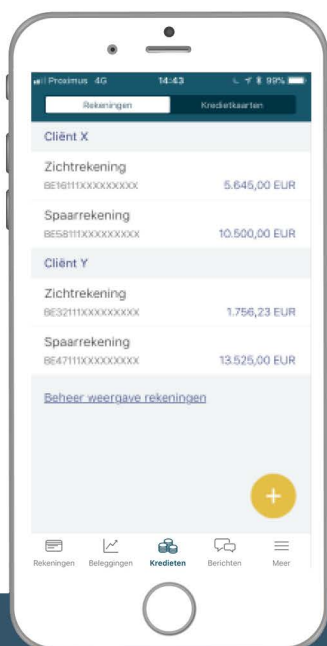 Proximus 4G 14:43 99%
Rekeningen Kredietkaarten
Cliënt X
Zichtrekening
BE16111XXXXXXXXX 5.645,00 EUR
Spaarrekening
BE58111XXXXXXXXX 10.500,00 EUR
Cliënt Y
Zichtrekening
BE32111XXXXXXXXX 1.756,23 EUR
Spaarrekening
BE47111XXXXXXXXX 13.525,00 EUR
Beheer weergave rekeningen
+
Rekeningen Beleggingen Kredieten Berichten Meer